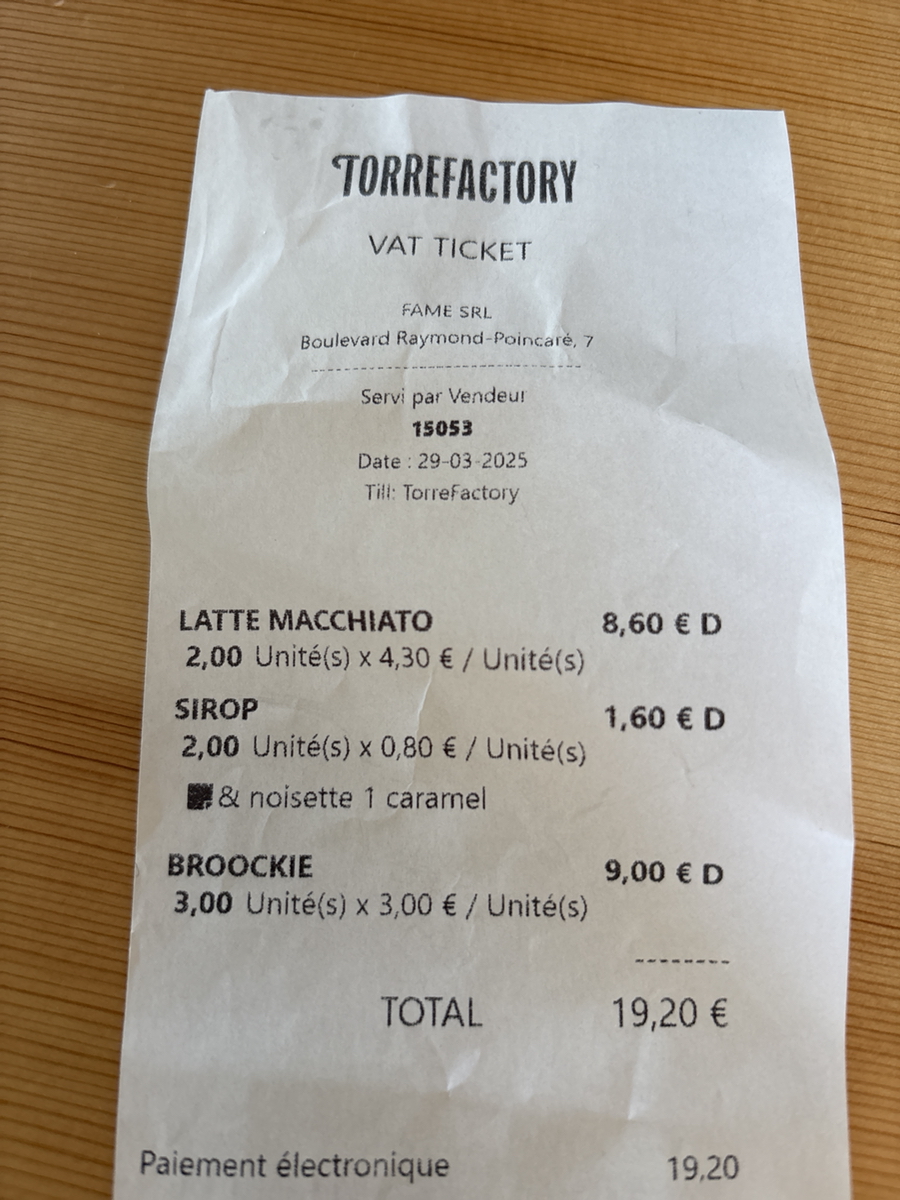 TORREFACTORY
VAT TICKET
FAME SRL
Boulevard Raymond-Poincaré, 7
Servi par Vendeur
15053
Date : 29-03-2025
Till: TorreFactory
LATTE MACCHIATO 8,60 € D
2,00 Unité(s) x 4,30 € / Unité(s)
SIROP 1,60 € D
2,00 Unité(s) x 0,80 € / Unité(s)
& noisette 1 caramel
BROOCKIE 9,00 € D
3,00 Unité(s) x 3,00 € / Unité(s)
TOTAL 19,20 €
Paiement électronique 19,20